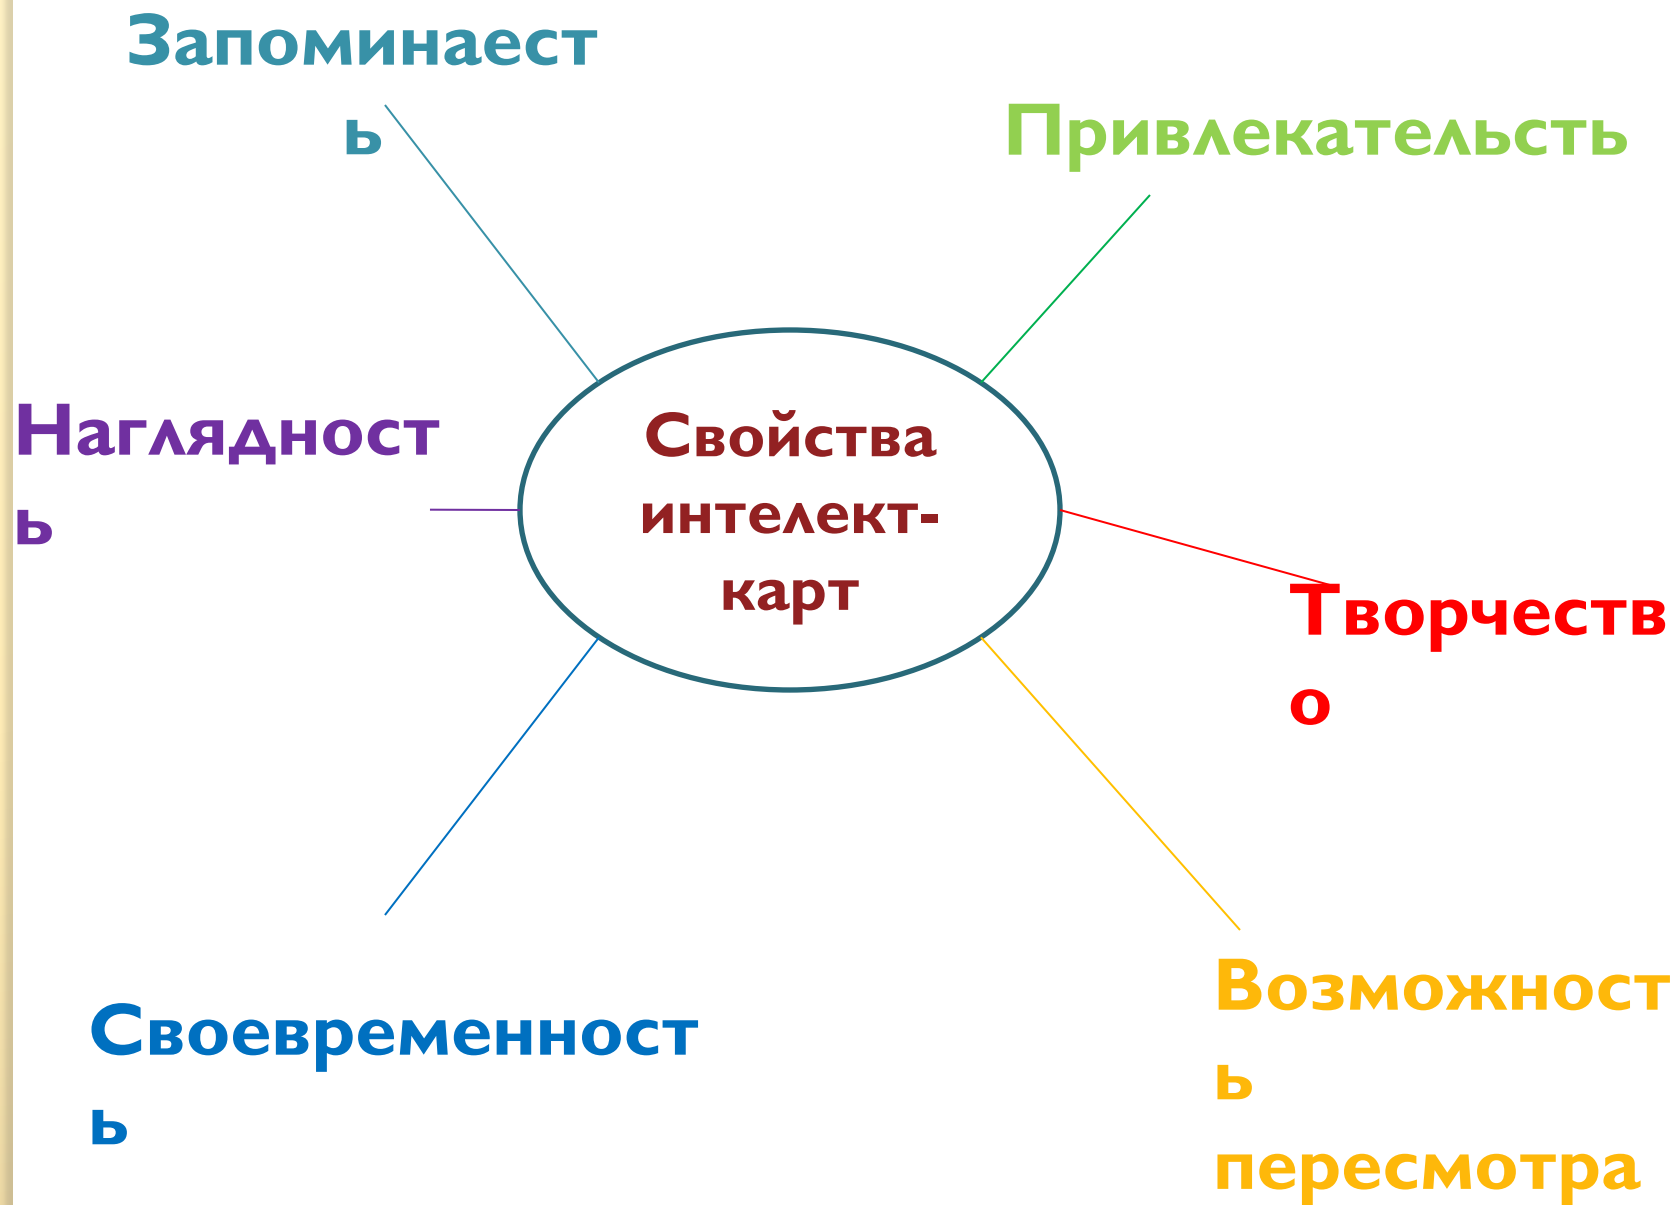 Запоминаест
ь
Привлекательсть
Наглядност
ь
Свойства
интелект-
карт
Творчеств
о
Своевременност
ь
Возможност
ь
пересмотра